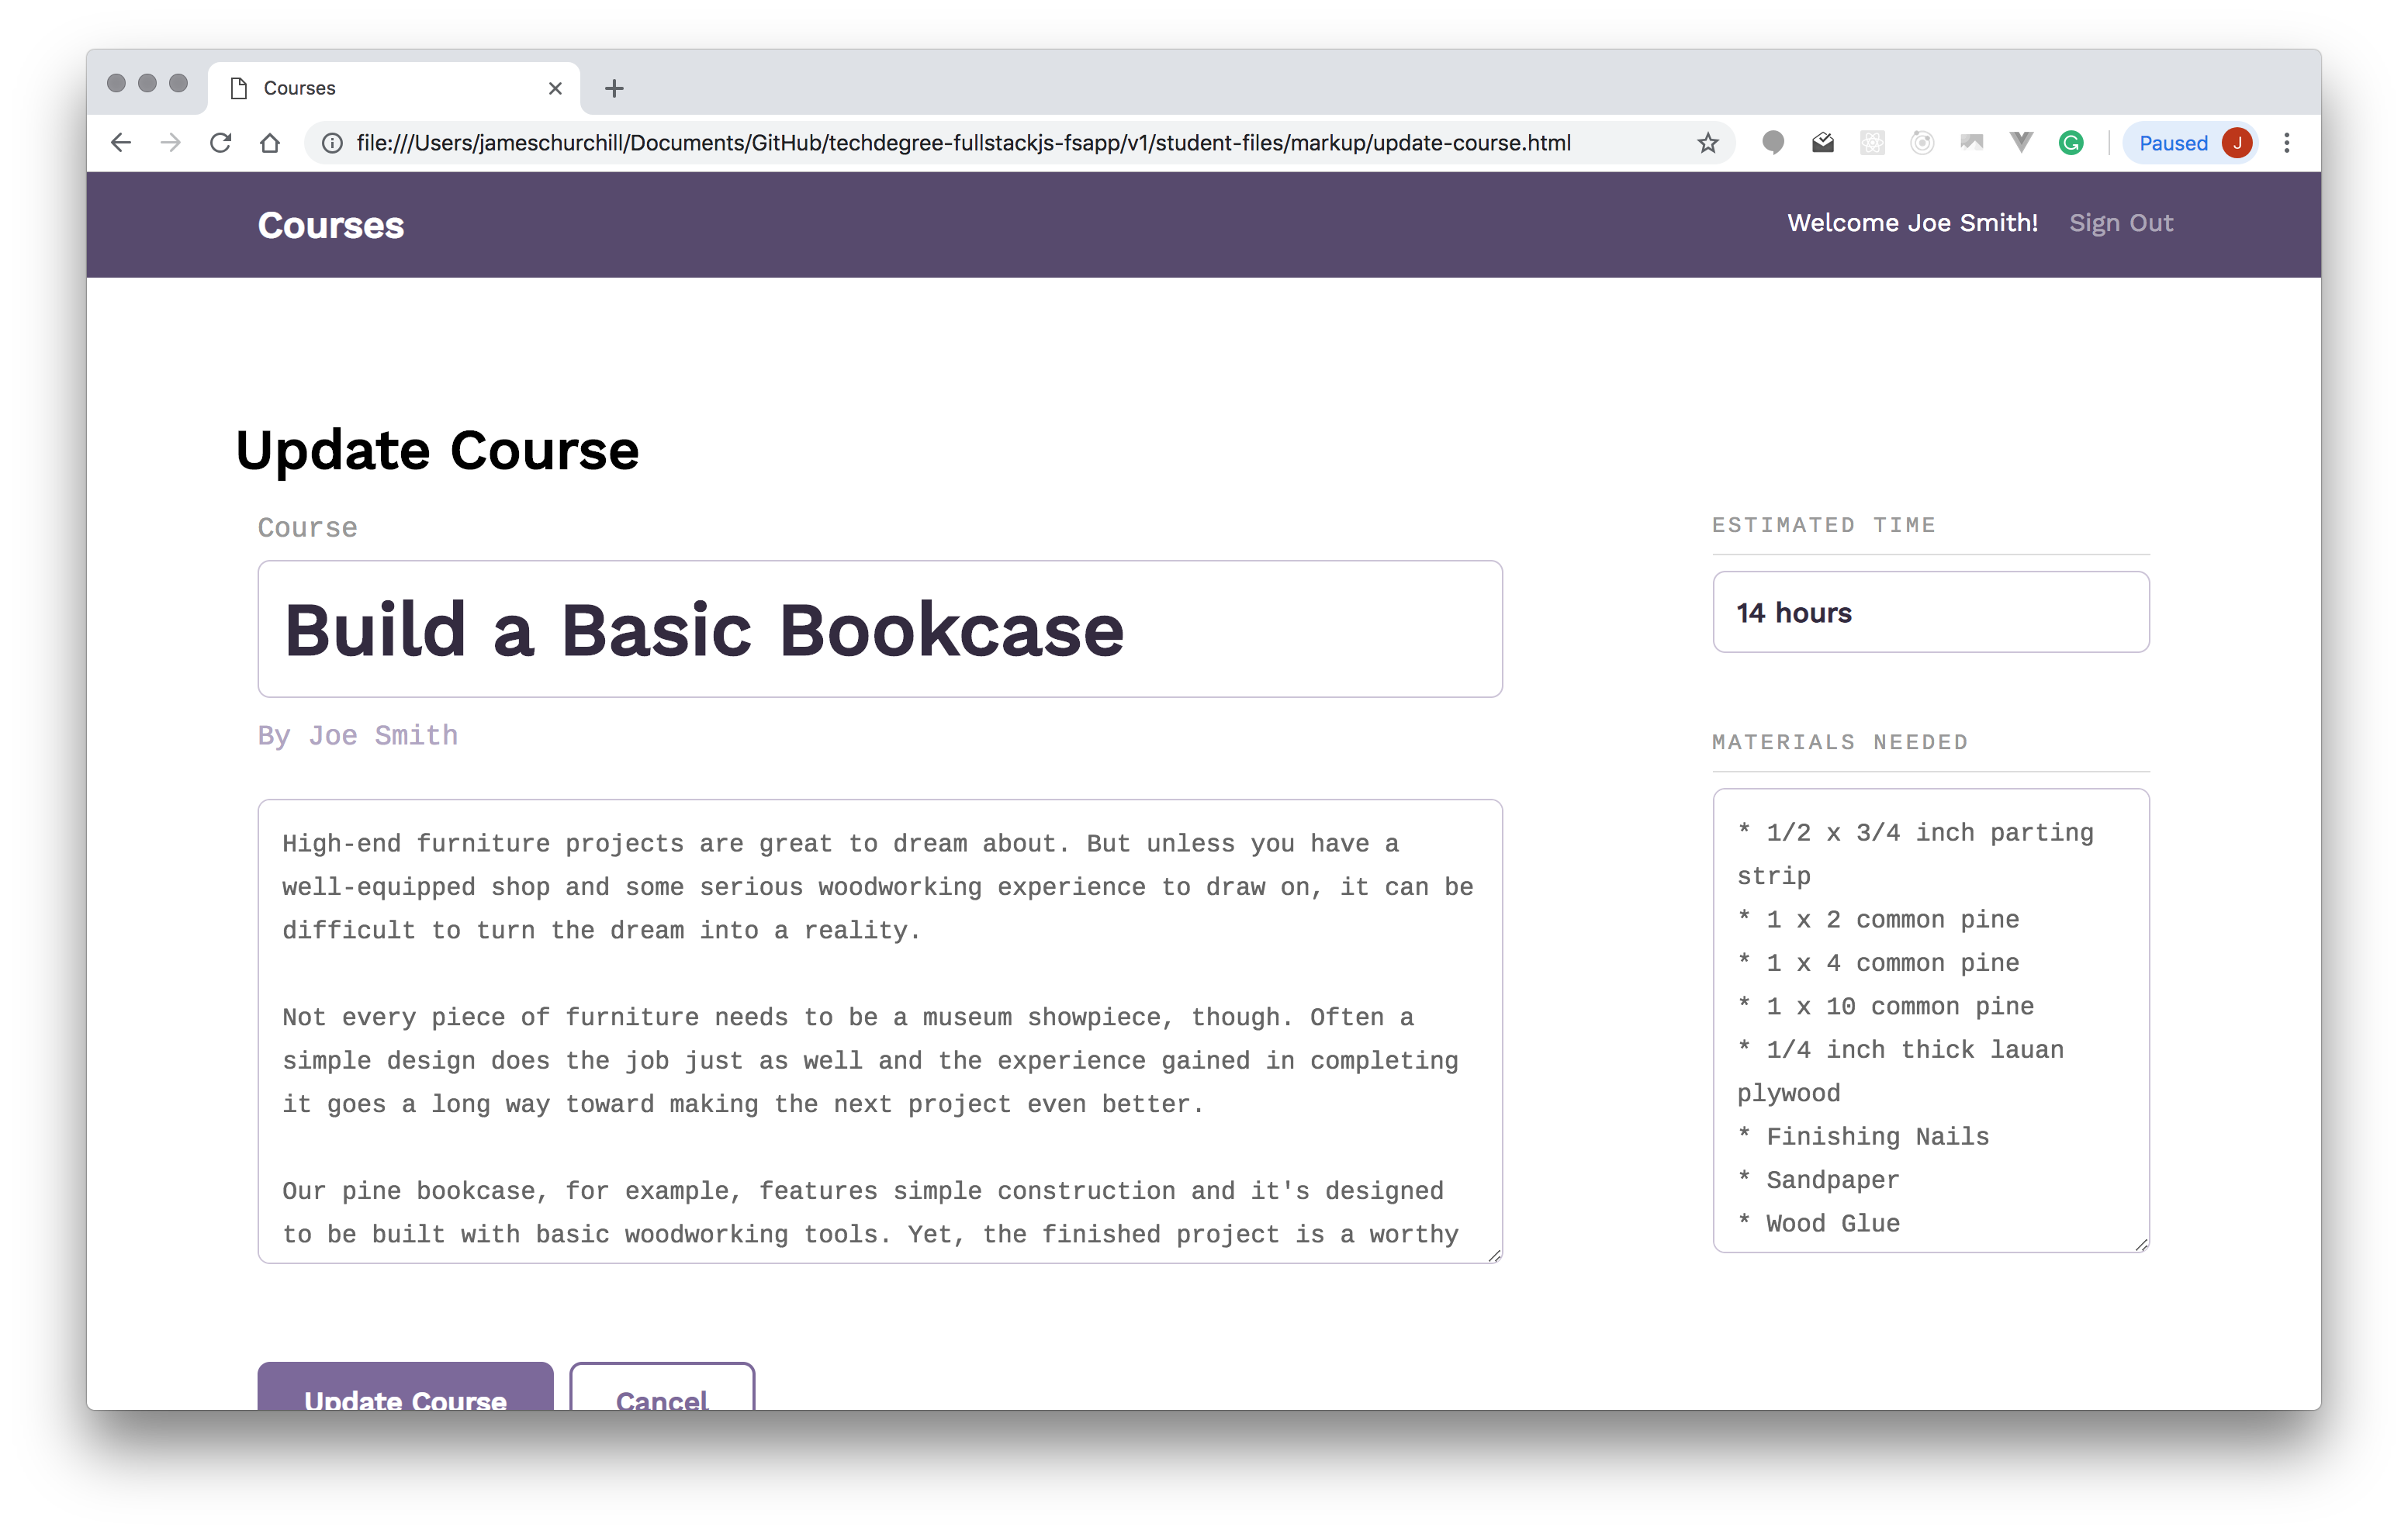 Courses
file:///Users/jameschurchill/Documents/GitHub/techdegree-fullstackjs-fsapp/v1/student-files/markup/update-course.html
Paused
J
Courses
Welcome Joe Smith!
Sign Out
Update Course
Course
Build a Basic Bookcase
By Joe Smith
High-end furniture projects are great to dream about. But unless you have a
well-equipped shop and some serious woodworking experience to draw on, it can be
difficult to turn the dream into a reality.
Not every piece of furniture needs to be a museum showpiece, though. Often a
simple design does the job just as well and the experience gained in completing
it goes a long way toward making the next project even better.
Our pine bookcase, for example, features simple construction and it's designed
to be built with basic woodworking tools. Yet, the finished project is a worthy
ESTIMATED TIME
14 hours
MATERIALS NEEDED
* 1/2 x 3/4 inch parting
strip
* 1 x 2 common pine
* 1 x 4 common pine
* 1 x 10 common pine
* 1/4 inch thick lauan
plywood
* Finishing Nails
* Sandpaper
* Wood Glue
Update Course
Cancel